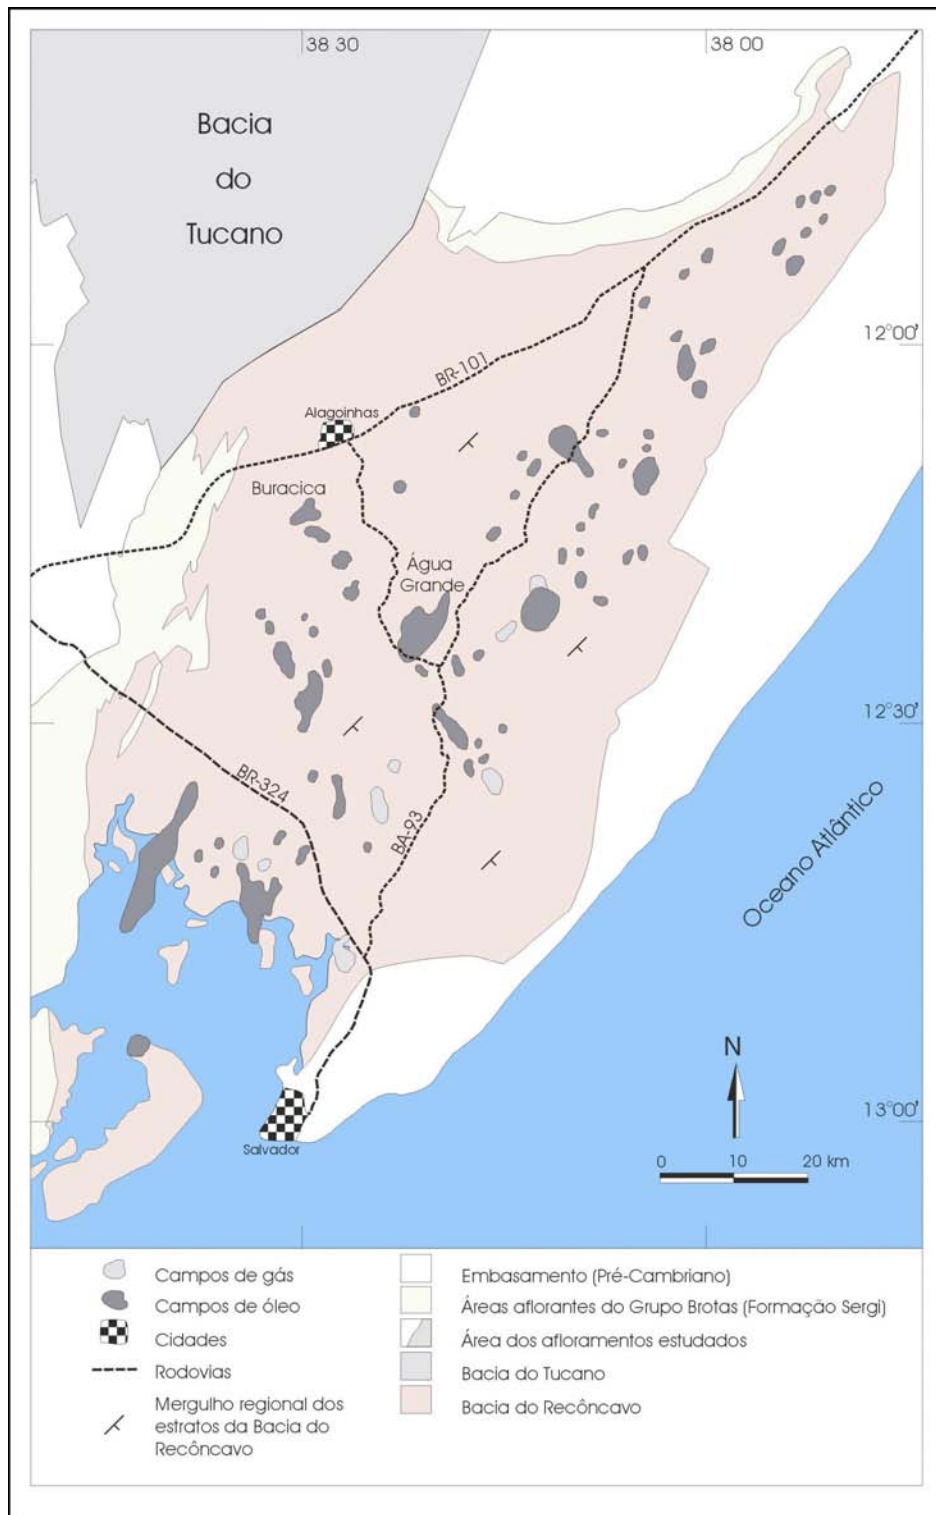 38 30
38 00
Bacia
do
Tucano
12°00'
BR-101
Alagoinhas
Buracica
Água
Grande
12°30'
BR-324
BA-93
Oceano Atlântico
N
13°00'
Salvador
0 10 20 km
Campos de gás
Campos de óleo
Cidades
Rodovias
Mergulho regional dos
estratos da Bacia do
Recôncavo
Embasamento (Pré-Cambriano)
Áreas aflorantes do Grupo Brotas (Formação Sergi)
Área dos afloramentos estudados
Bacia do Tucano
Bacia do Recôncavo